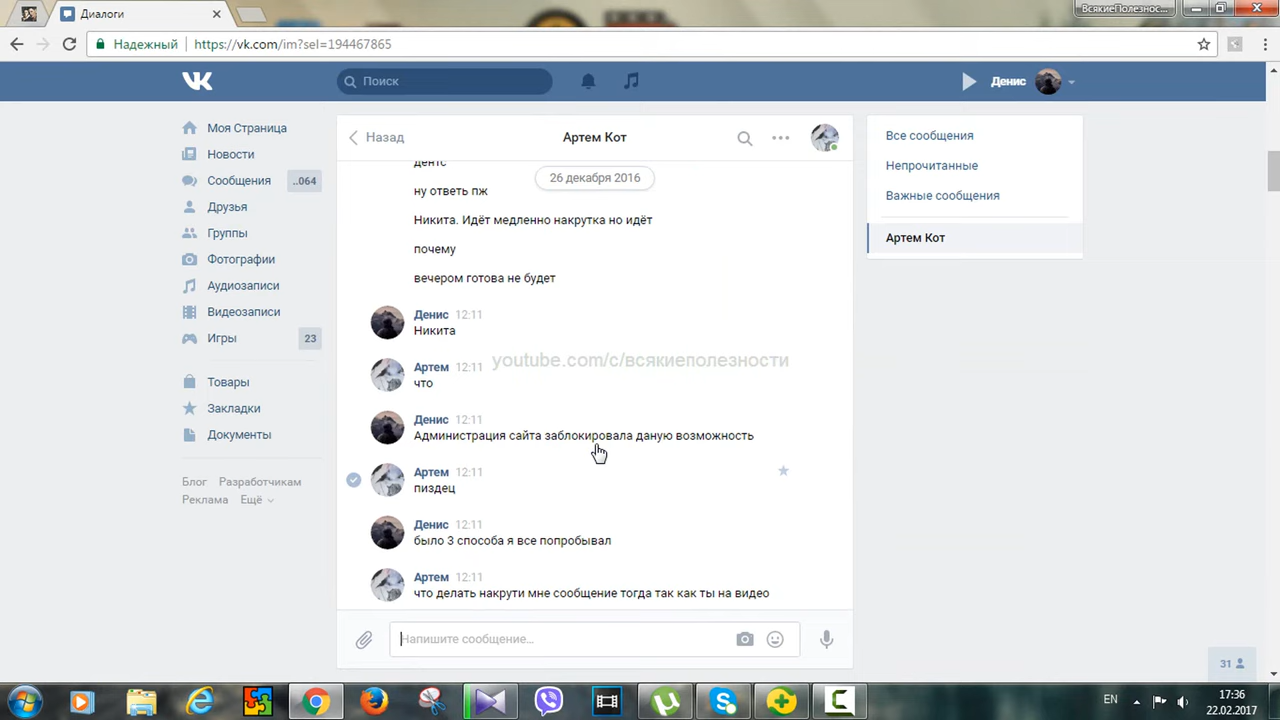 Диалоги
ВсякиеПолезнос...
Надежный
https://vk.com/im?sel=194467865
Поиск
Денис
Моя Страница
Новости
Сообщения
..064
Друзья
Группы
Фотографии
Аудиозаписи
Видеозаписи
Игры
23
Товары
Закладки
Документы
Блог
Разработчикам
Реклама
Ещё
Назад
Артем Кот
дентс
26 декабря 2016
ну ответь пж
Никита. Идёт медленно накрутка но идёт
почему
вечером готова не будет
Денис 12:11
Никита
Артем 12:11
что
youtube.com/c/всякиеполезности
Денис 12:11
Администрация сайта заблокировала даную возможность
Артем 12:11
пиздец
Денис 12:11
было 3 способа я все попробывал
Артем 12:11
что делать накрути мне сообщение тогда так как ты на видео
Напишите сообщение...
Все сообщения
Непрочитанные
Важные сообщения
Артем Кот
31
EN
17:36
22.02.2017